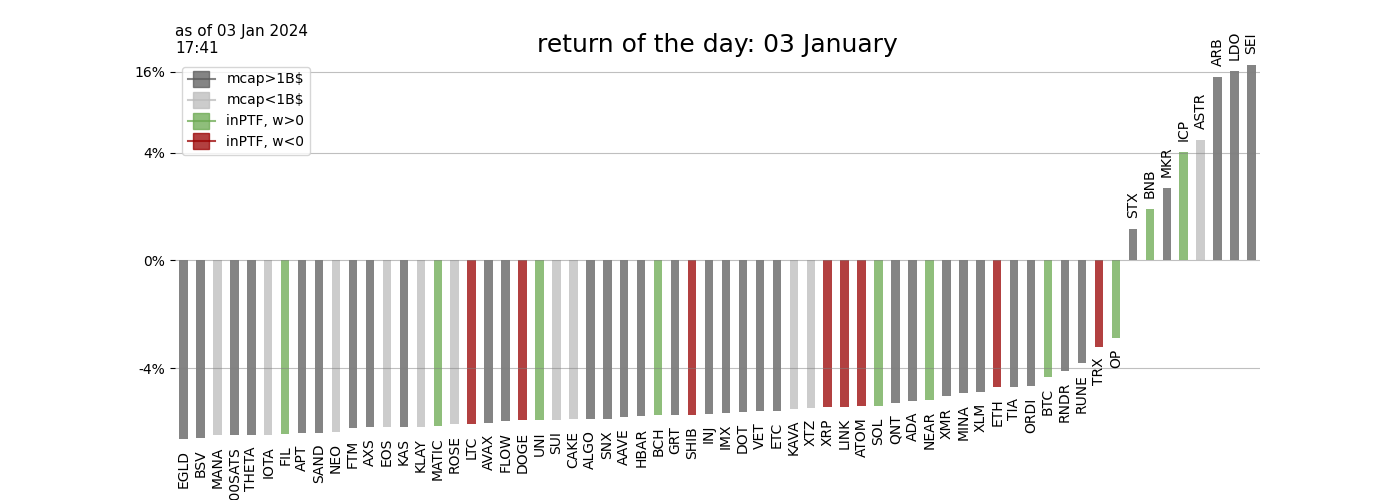 as of 03 Jan 2024
17:41
return of the day: 03 January
mcap>1B$
mcap<1B$
inPTF, w>0
inPTF, w<0
16%
4%
0%
-4%
EGLD
BSV
MANA
00SATS
THETA
IOTA
FIL
APT
SAND
NEO
FTM
AXS
EOS
KAS
KLAY
MATIC
ROSE
LTC
AVAX
FLOW
DOGE
UNI
SUI
CAKE
ALGO
SNX
AAVE
HBAR
BCH
GRT
SHIB
INJ
IMX
DOT
VET
ETC
KAVA
XTZ
XRP
LINK
ATOM
SOL
QNT
ADA
NEAR
XMR
MINA
XLM
ETH
TIA
ORDI
BTC
RNDR
RUNE
TRX
OP
STX
BNB
MKR
ICP
ASTR
ARB
LDO
SEI